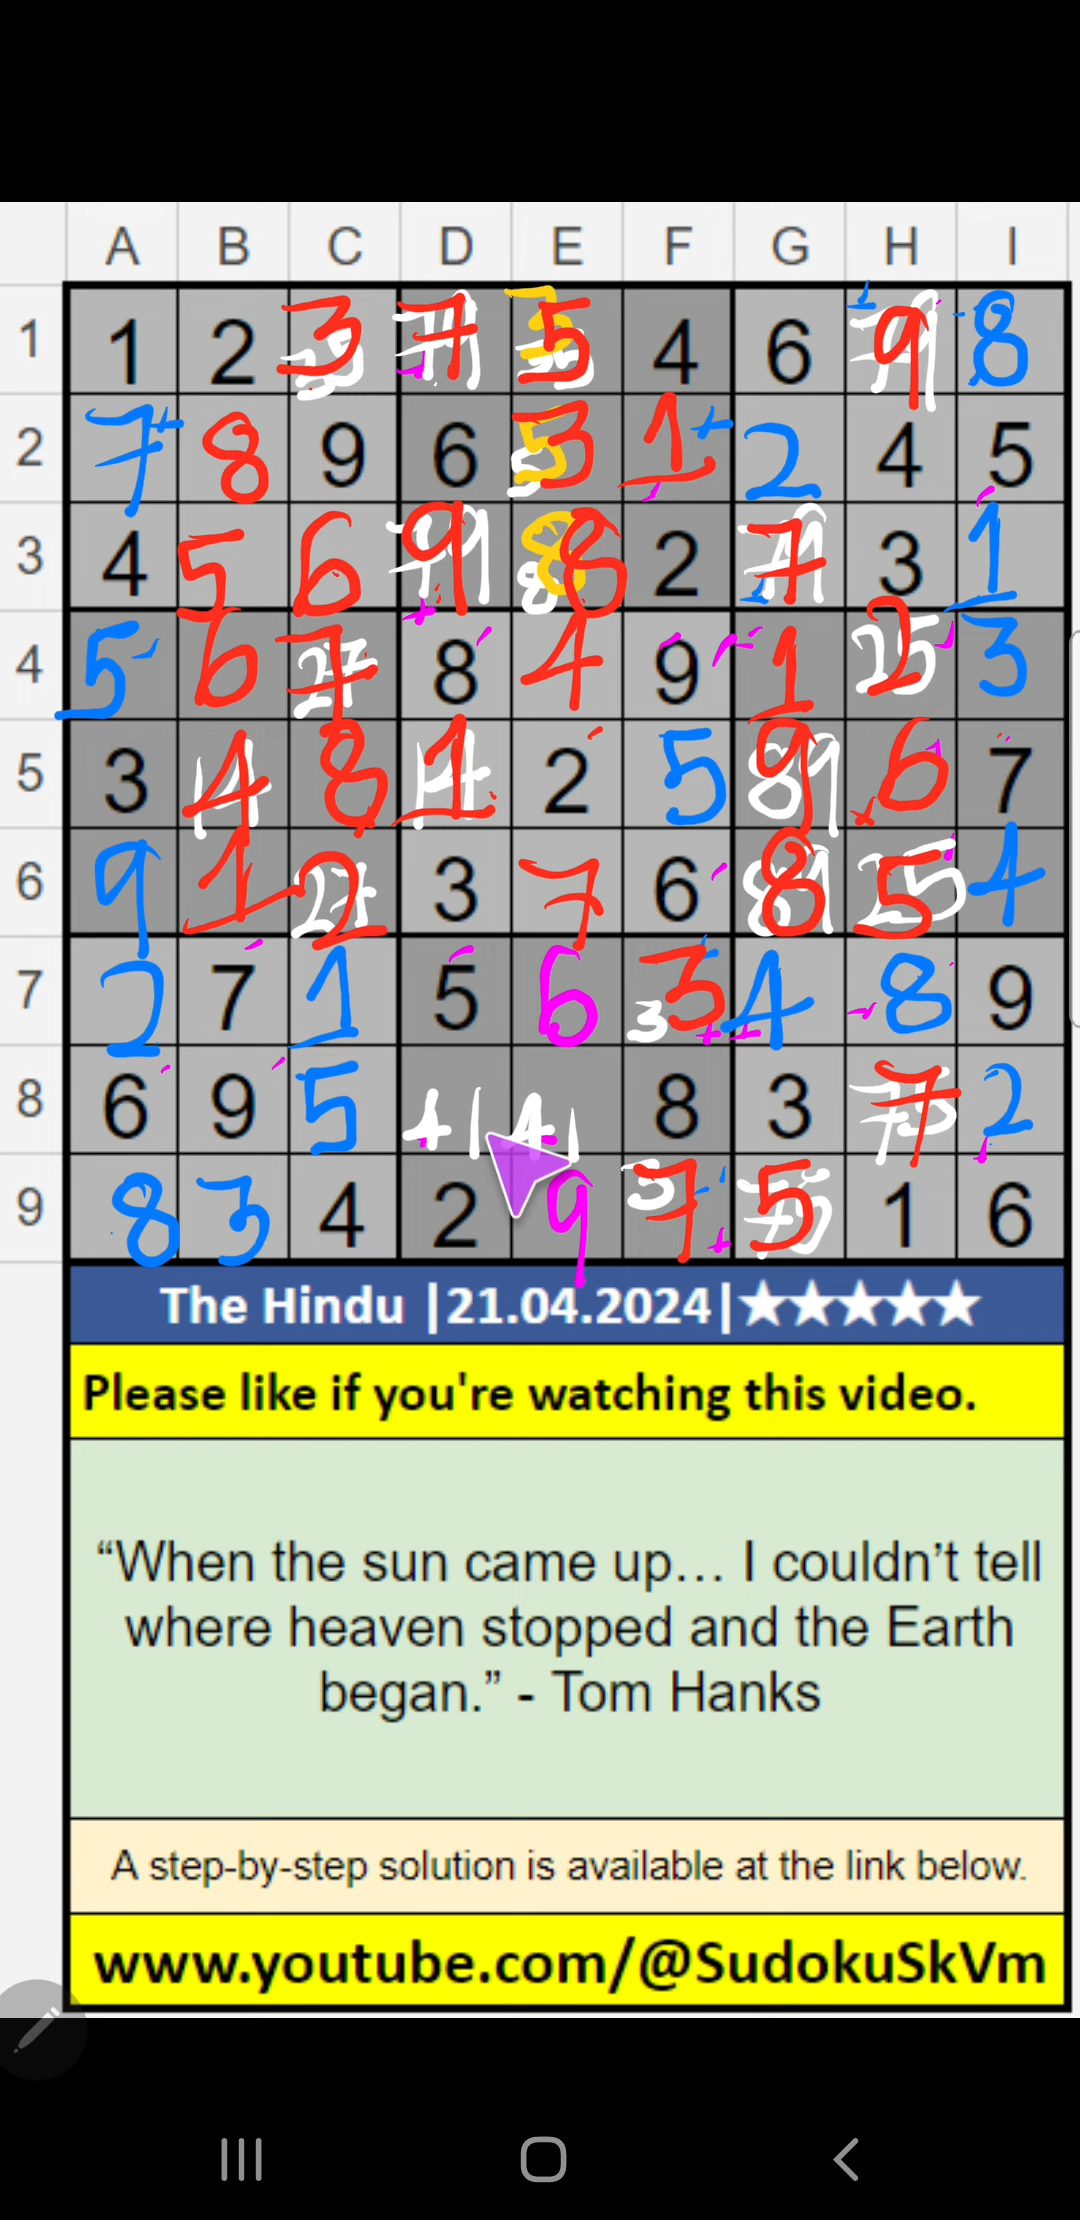 A B C D E F G H I
1 1 2 3 7 5 4 6 9 8
2 7 8 9 6 3 1 2 4 5
3 4 5 6 9 8 2 7 3 1
4 5 6 7 8 4 9 1 2 3
5 3 4 8 1 2 5 9 6 7
6 9 1 2 3 7 6 8 5 4
7 2 7 1 5 6 3 4 8 9
8 6 9 5 41 41 8 3 7 2
9 8 3 4 2 9 7 5 1 6
The Hindu |21.04.2024|★★★★★
Please like if you're watching this video.
“When the sun came up… I couldn’t tell
where heaven stopped and the Earth
began.” - Tom Hanks
A step-by-step solution is available at the link below.
www.youtube.com/@SudokuSkVm